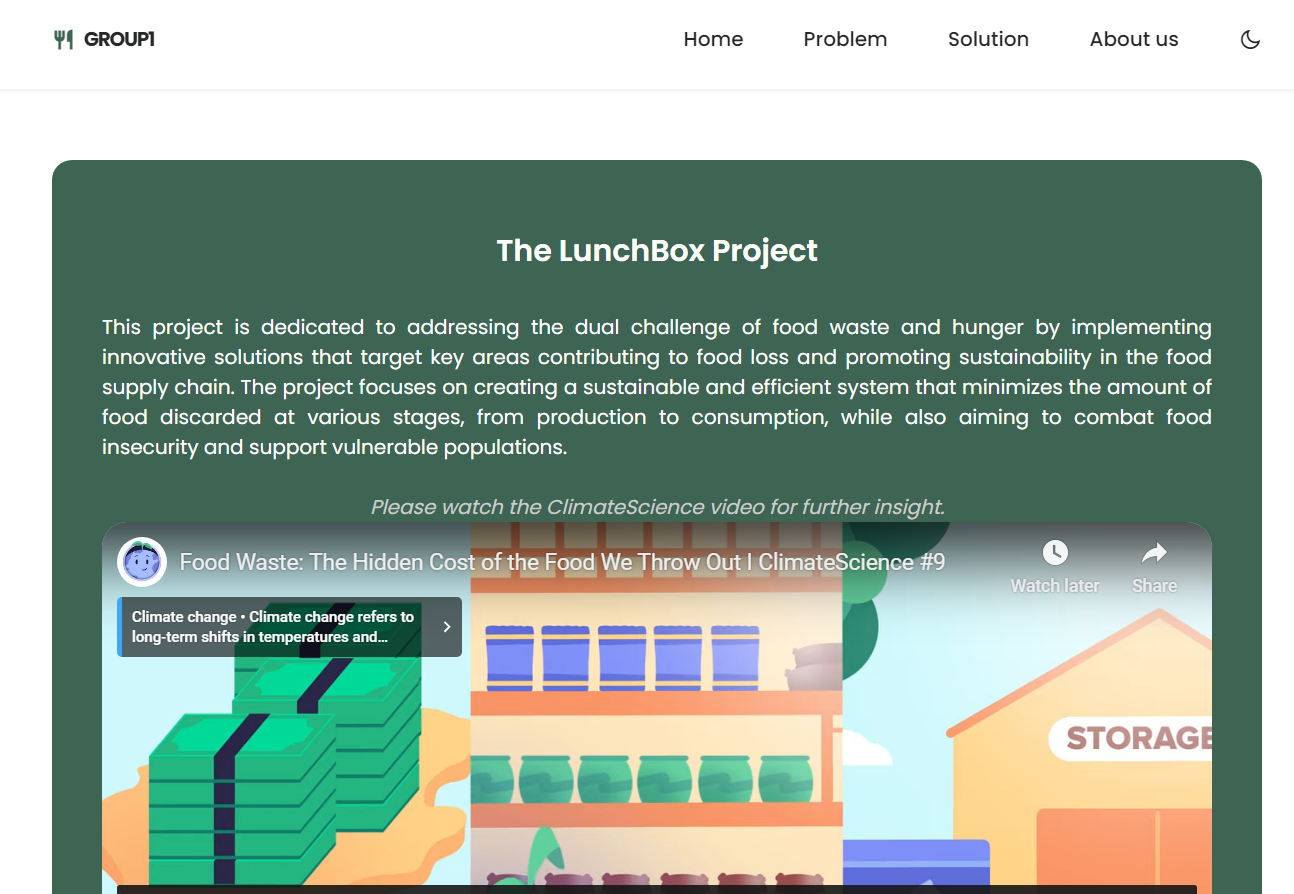 GROUP1
Home
Problem
Solution
About us
The LunchBox Project
This project is dedicated to addressing the dual challenge of food waste and hunger by implementing
innovative solutions that target key areas contributing to food loss and promoting sustainability in the food
supply chain. The project focuses on creating a sustainable and efficient system that minimizes the amount of
food discarded at various stages, from production to consumption, while also aiming to combat food
insecurity and support vulnerable populations.
Please watch the ClimateScience video for further insight.
Food Waste: The Hidden Cost of the Food We Throw Out I ClimateScience #9
Watch later
Share
Climate change • Climate change refers to
long-term shifts in temperatures and...
STORAGE